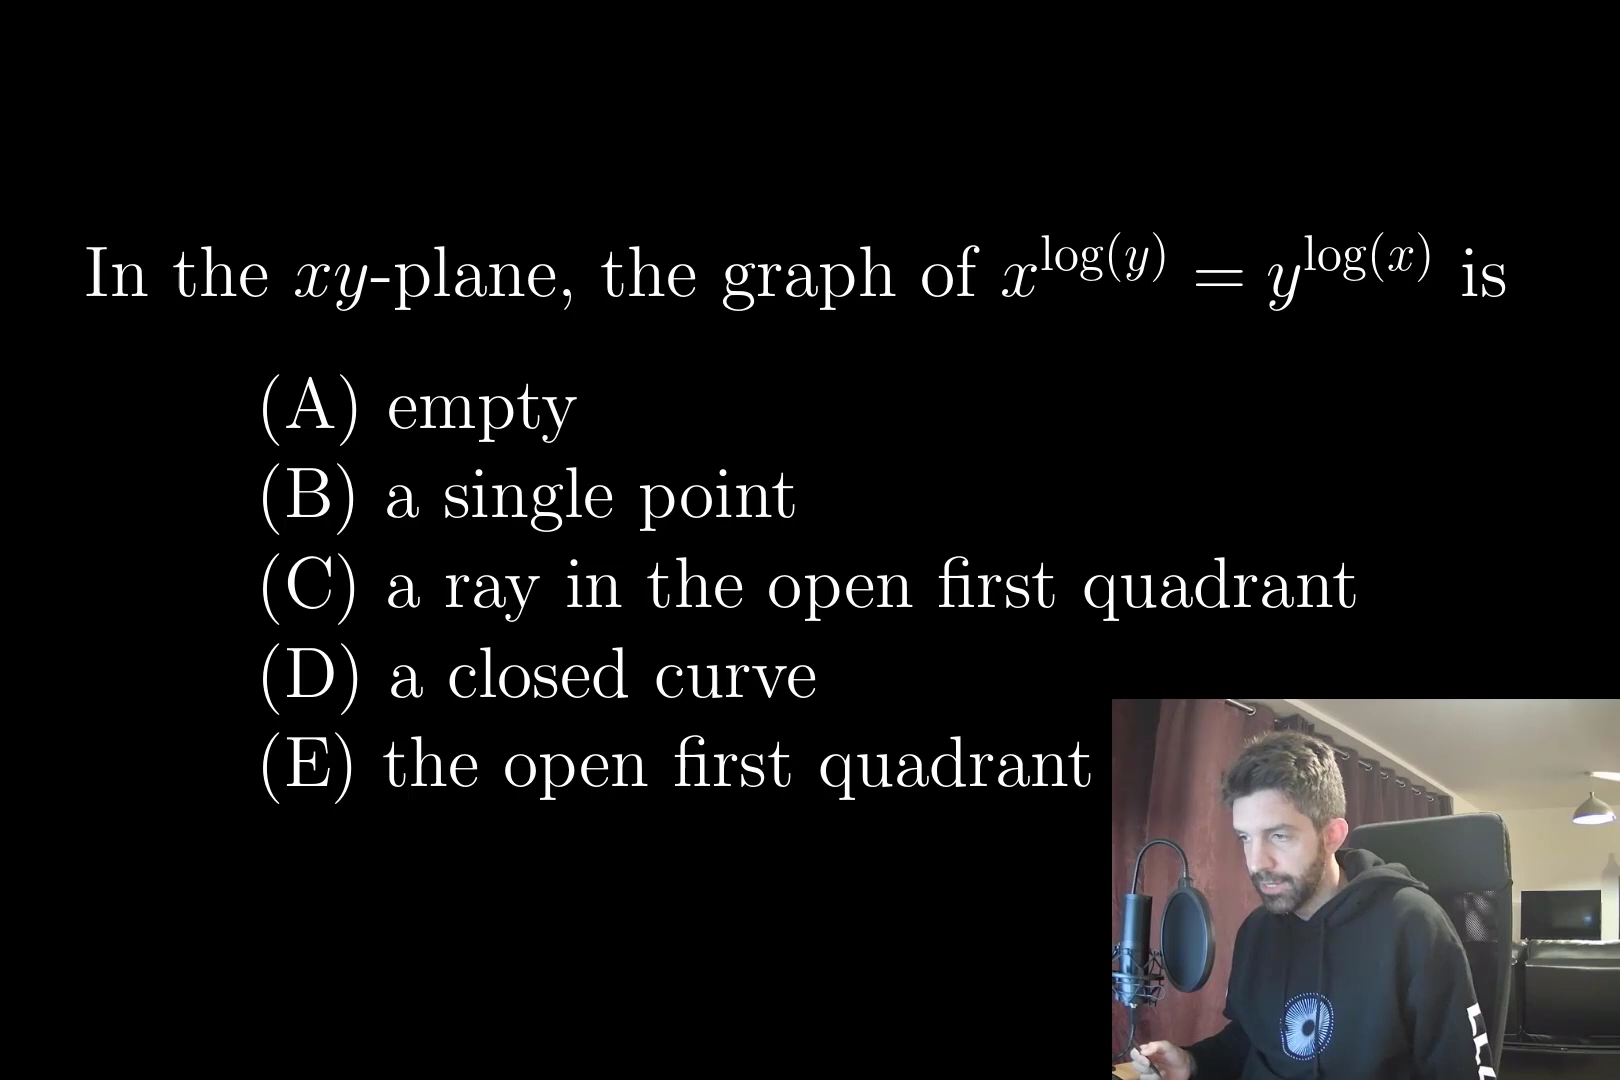 In the xy-plane, the graph of x^{log(y)} = y^{log(x)} is
(A) empty
(B) a single point
(C) a ray in the open first quadrant
(D) a closed curve
(E) the open first quadrant